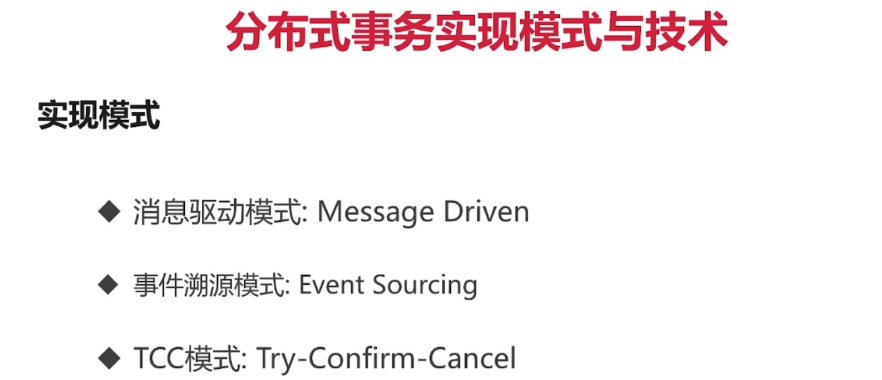 分布式事务实现模式与技术
实现模式
◆ 消息驱动模式: Message Driven
◆ 事件溯源模式: Event Sourcing
◆ TCC模式: Try-Confirm-Cancel